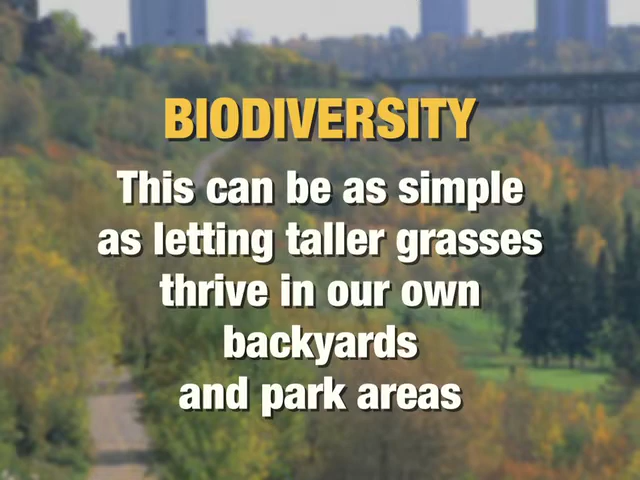 BIODIVERSITY
This can be as simple
as letting taller grasses
thrive in our own
backyards
and park areas